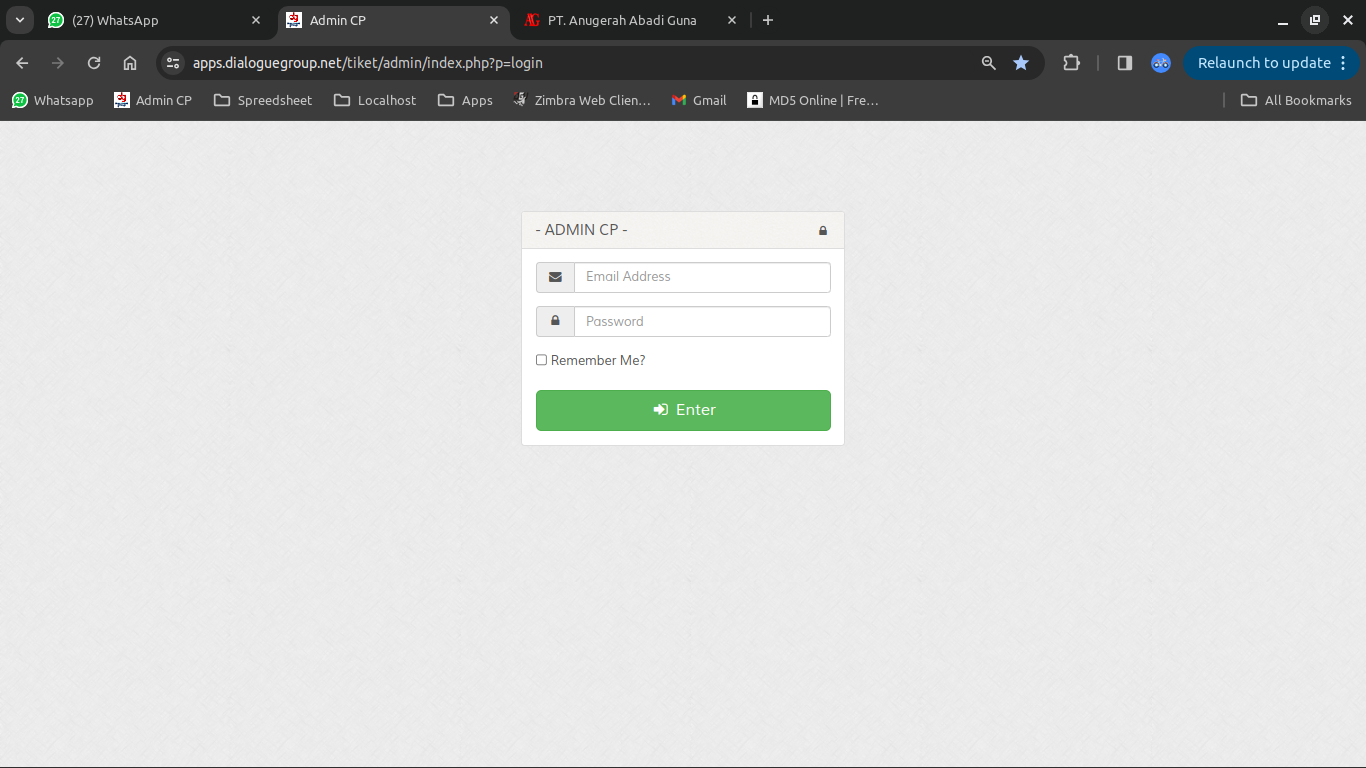 27 (27) WhatsApp
Admin CP
PT. Anugerah Abadi Guna
apps.dialoguegroup.net/tiket/admin/index.php?p=login
Relaunch to update
27 Whatsapp
Admin CP
Spreedsheet
Localhost
Apps
Zimbra Web Clien...
Gmail
MD5 Online | Fre...
All Bookmarks
- ADMIN CP -
Email Address
Password
Remember Me?
Enter